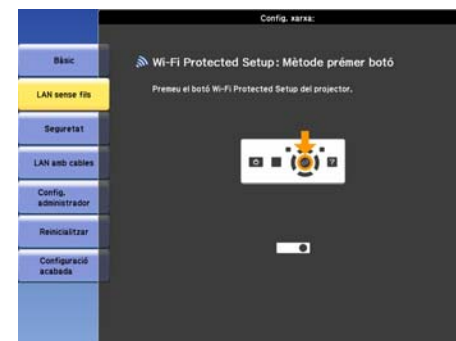 Config. xarxa:
Bàsic
LAN sense fils
Seguretat
LAN amb cables
Config.
administrador
Reinicialitzar
Configuració
acabada
Wi-Fi Protected Setup: Mètode prémer botó
Premeu el botó Wi-Fi Protected Setup del projector.
?